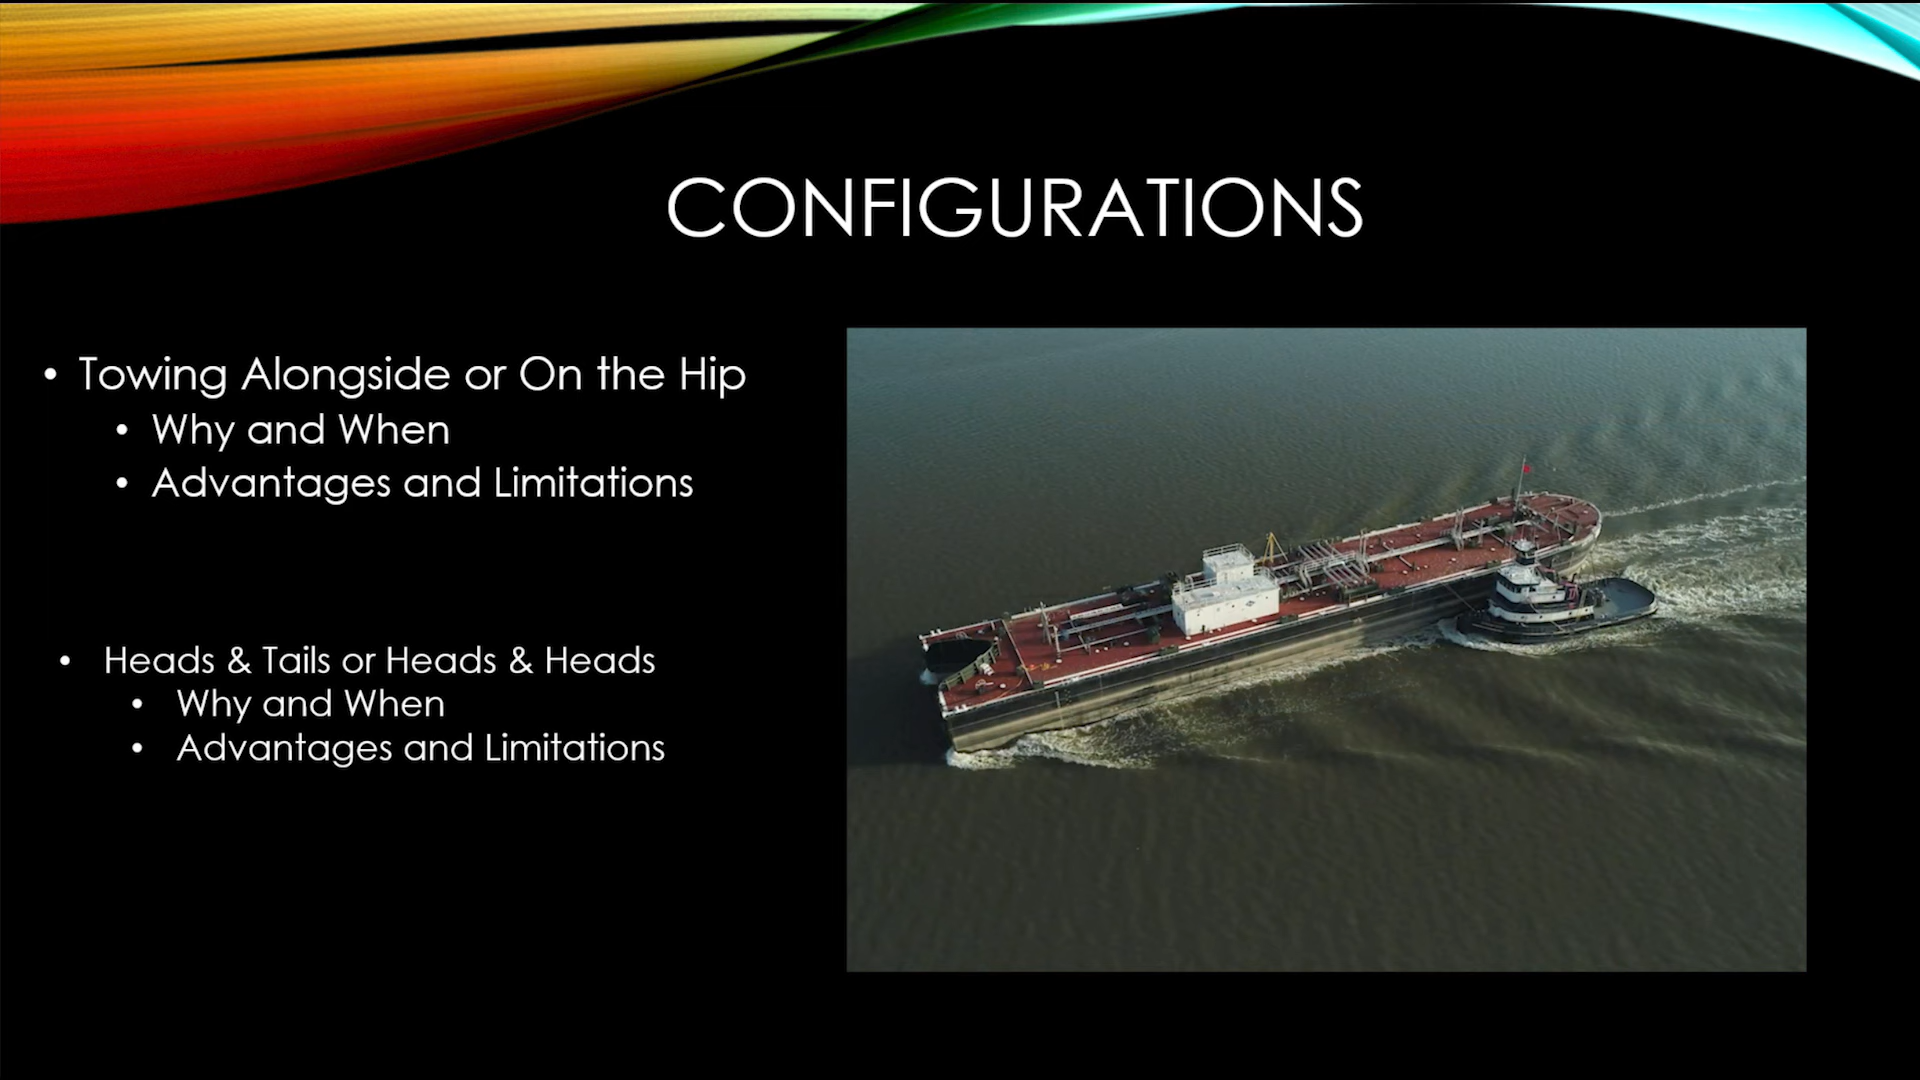 CONFIGURATIONS
Towing Alongside or On the Hip
Why and When
Advantages and Limitations
Heads & Tails or Heads & Heads
Why and When
Advantages and Limitations